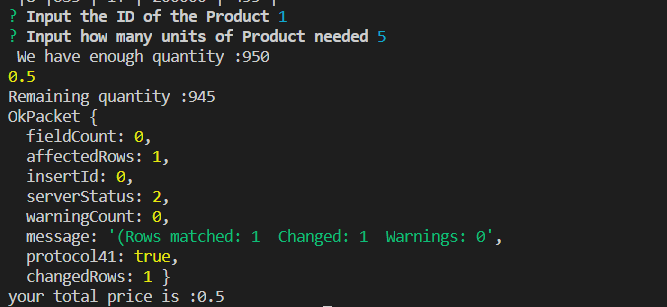 ? Input the ID of the Product 1
? Input how many units of Product needed 5
We have enough quantity :950
0.5
Remaining quantity :945
OkPacket {
fieldCount: 0,
affectedRows: 1,
insertId: 0,
serverStatus: 2,
warningCount: 0,
message: '(Rows matched: 1  Changed: 1  Warnings: 0',
protocol41: true,
changedRows: 1 }
your total price is :0.5